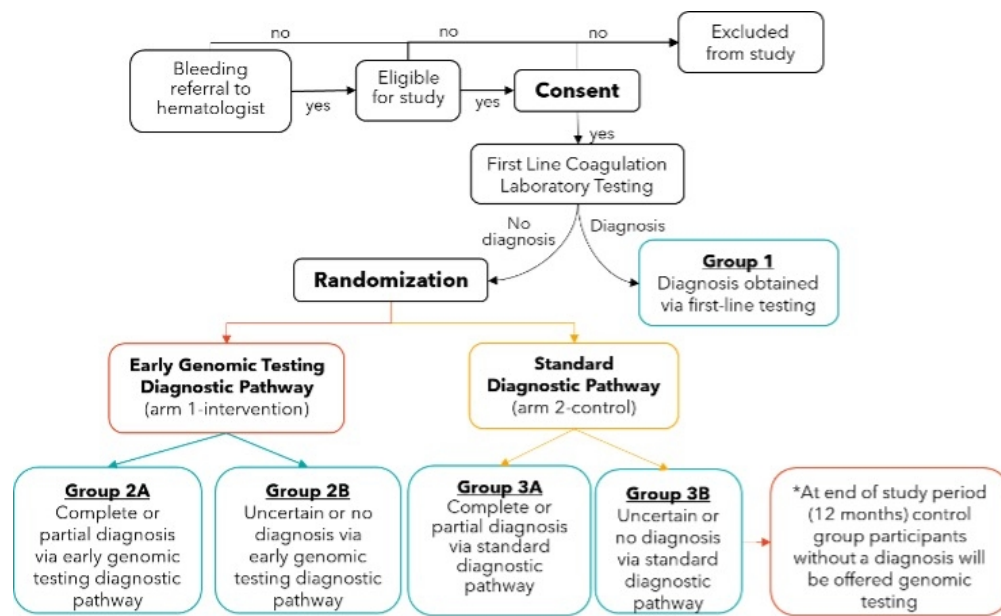 no
no
no
Excluded
from study
Bleeding
referral to
hematologist
yes
Eligible
for study
yes
Consent
yes
First Line Coagulation
Laboratory Testing
No
diagnosis
Diagnosis
Randomization
Group 1
Diagnosis obtained
via first-line testing
Early Genomic Testing
Diagnostic Pathway
(arm 1-intervention)
Standard
Diagnostic Pathway
(arm 2-control)
Group 2A
Complete or
partial diagnosis
via early genomic
testing diagnostic
pathway
Group 2B
Uncertain or no
diagnosis via
early genomic
testing diagnostic
pathway
Group 3A
Complete or
partial diagnosis
via standard
diagnostic
pathway
Group 3B
Uncertain or
no diagnosis
via standard
diagnostic
pathway
*At end of study period
(12 months) control
group participants
without a diagnosis will
be offered genomic
testing